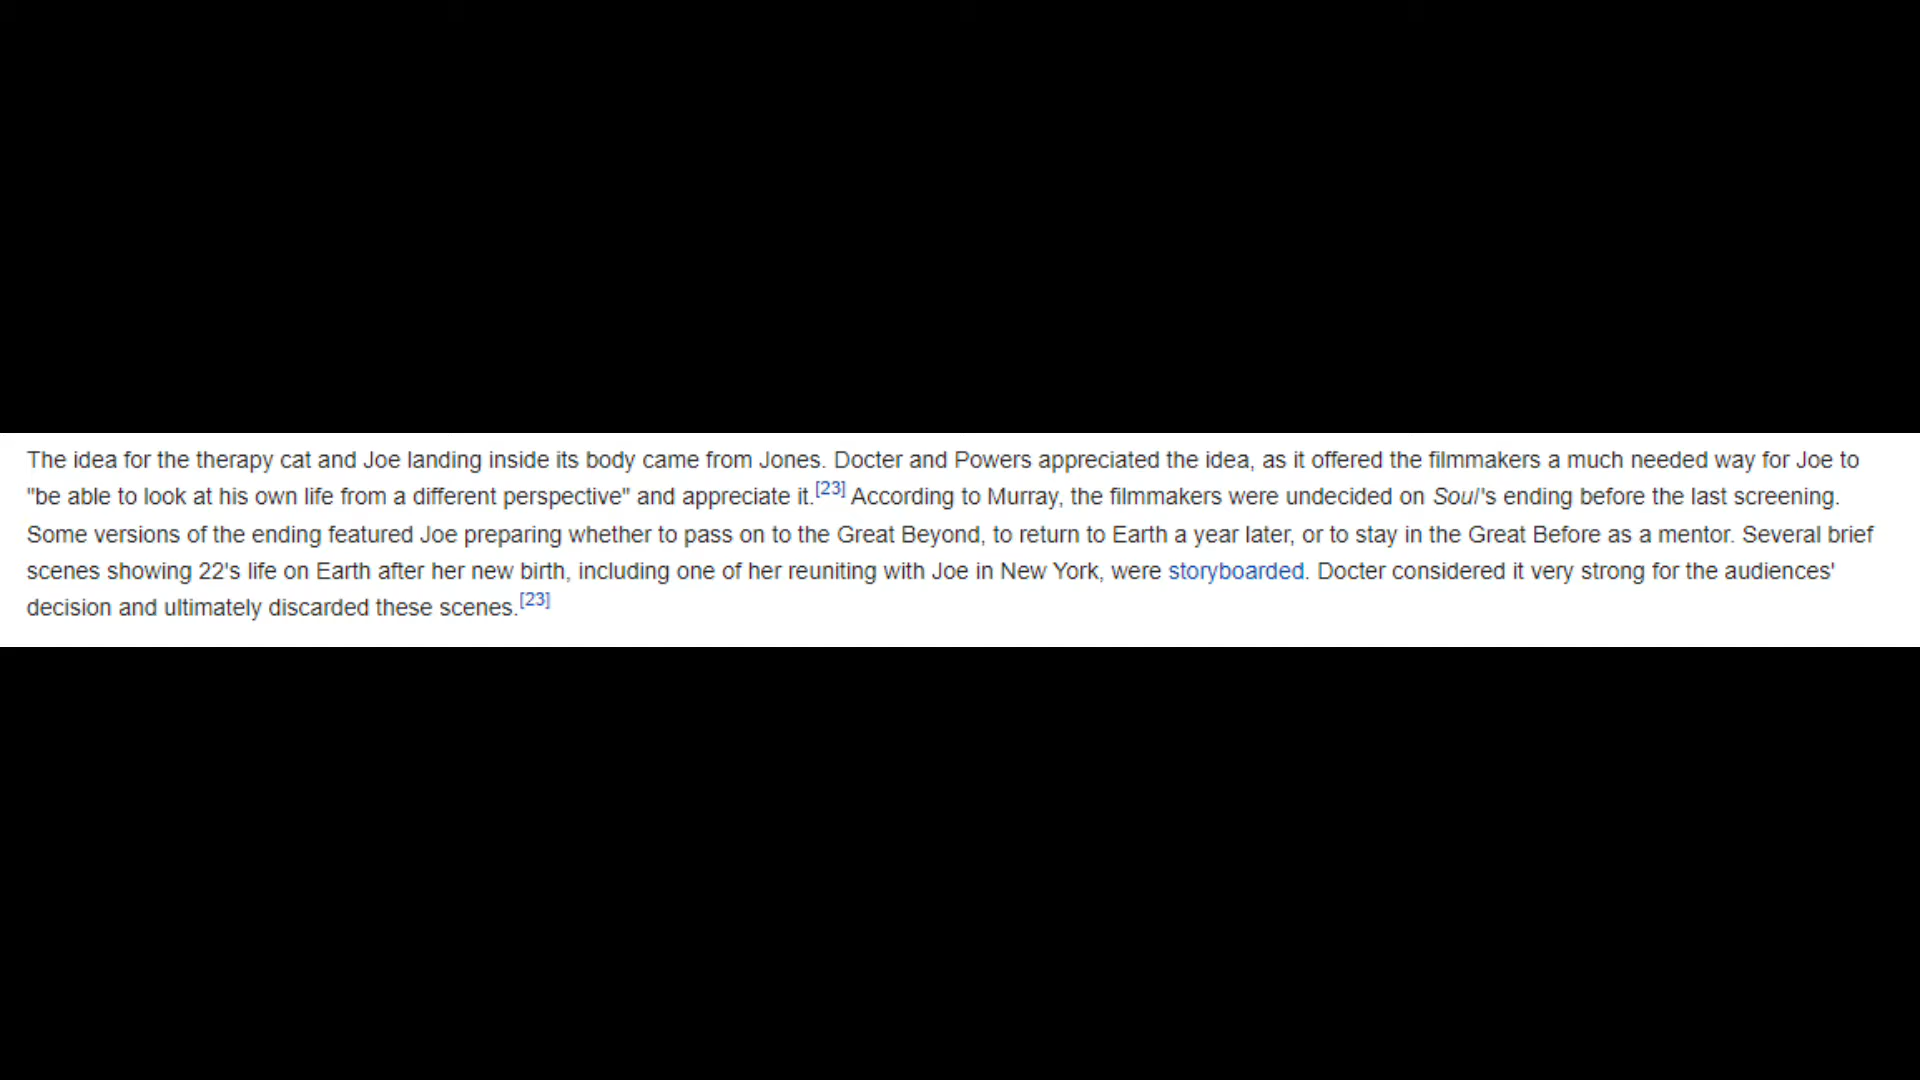 The idea for the therapy cat and Joe landing inside its body came from Jones. Docter and Powers appreciated the idea, as it offered the filmmakers a much needed way for Joe to
"be able to look at his own life from a different perspective" and appreciate it.[23] According to Murray, the filmmakers were undecided on Soul's ending before the last screening.
Some versions of the ending featured Joe preparing whether to pass on to the Great Beyond, to return to Earth a year later, or to stay in the Great Before as a mentor. Several brief
scenes showing 22's life on Earth after her new birth, including one of her reuniting with Joe in New York, were storyboarded. Docter considered it very strong for the audiences'
decision and ultimately discarded these scenes.[23]